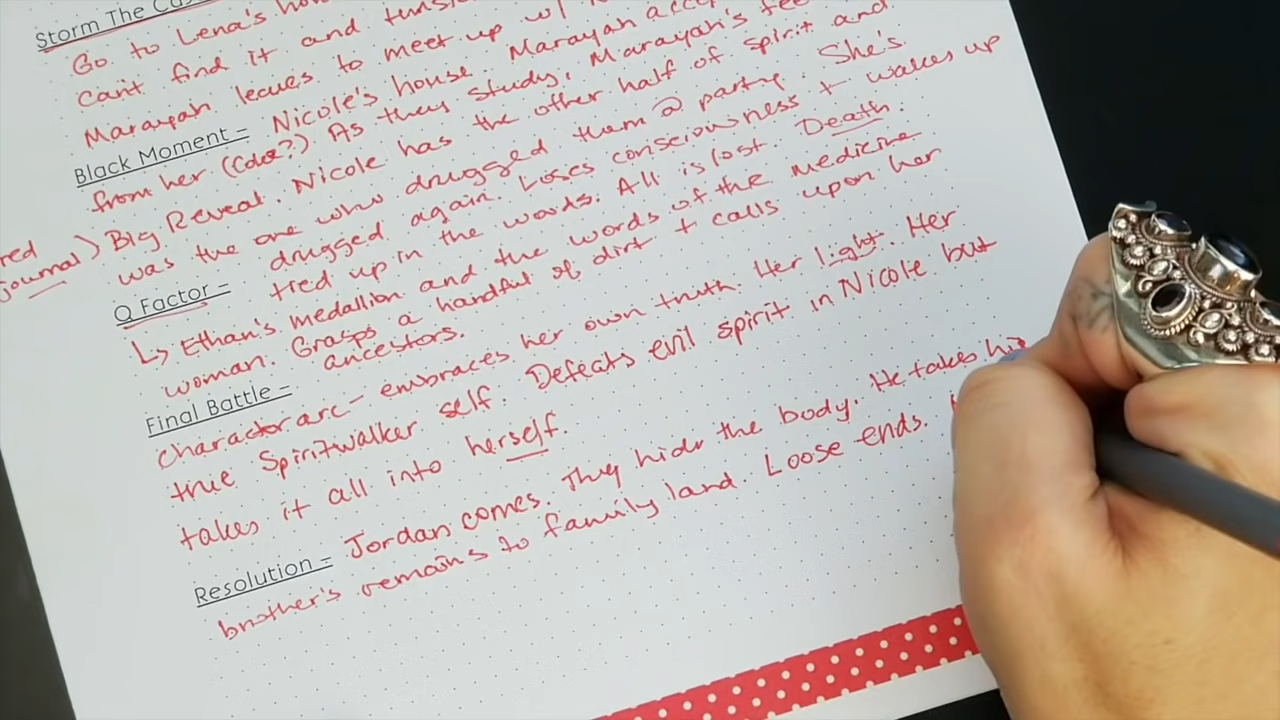 Storm The Cas
Go to Lena's hou
can't find it and
Marayah leaves to meet up w/
Black Moment - Nicole's house. Marayah accep
from her (Coda?) As they study, Marayah's fee
Big Reveal. Nicole has the other half of spirit and
was the one who drugged them @ party. She's
drugged again. Loses consciowness + wakes up
tied up in the woods. All is lost. Death.
red
journal)
Q Factor -
↳ Ethan's medallion and the words of the medicine
woman. Grasps a handful of dirt + calls upon her
ancestors.
Final Battle -
Character arc - embraces her own truth. Her light. Her
true Spiritwalker self. Defeats evil spirit in Nicole but
takes it all into herself.
Resolution - Jordan comes. They hide the body. He takes his
brother's remains to family land. Loose ends.